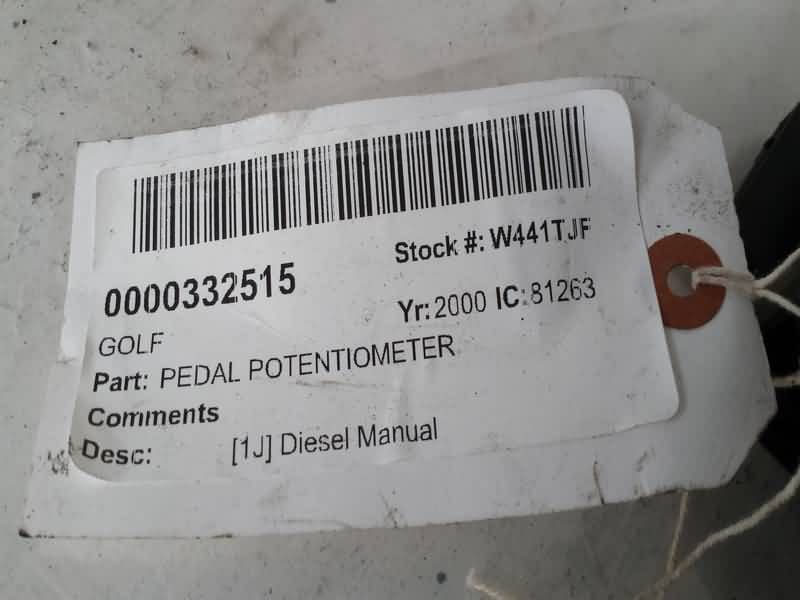 0000332515
Stock #: W441TJF
GOLF
Yr: 2000 IC: 81263
Part: PEDAL POTENTIOMETER
Comments
Desc: [1J] Diesel Manual